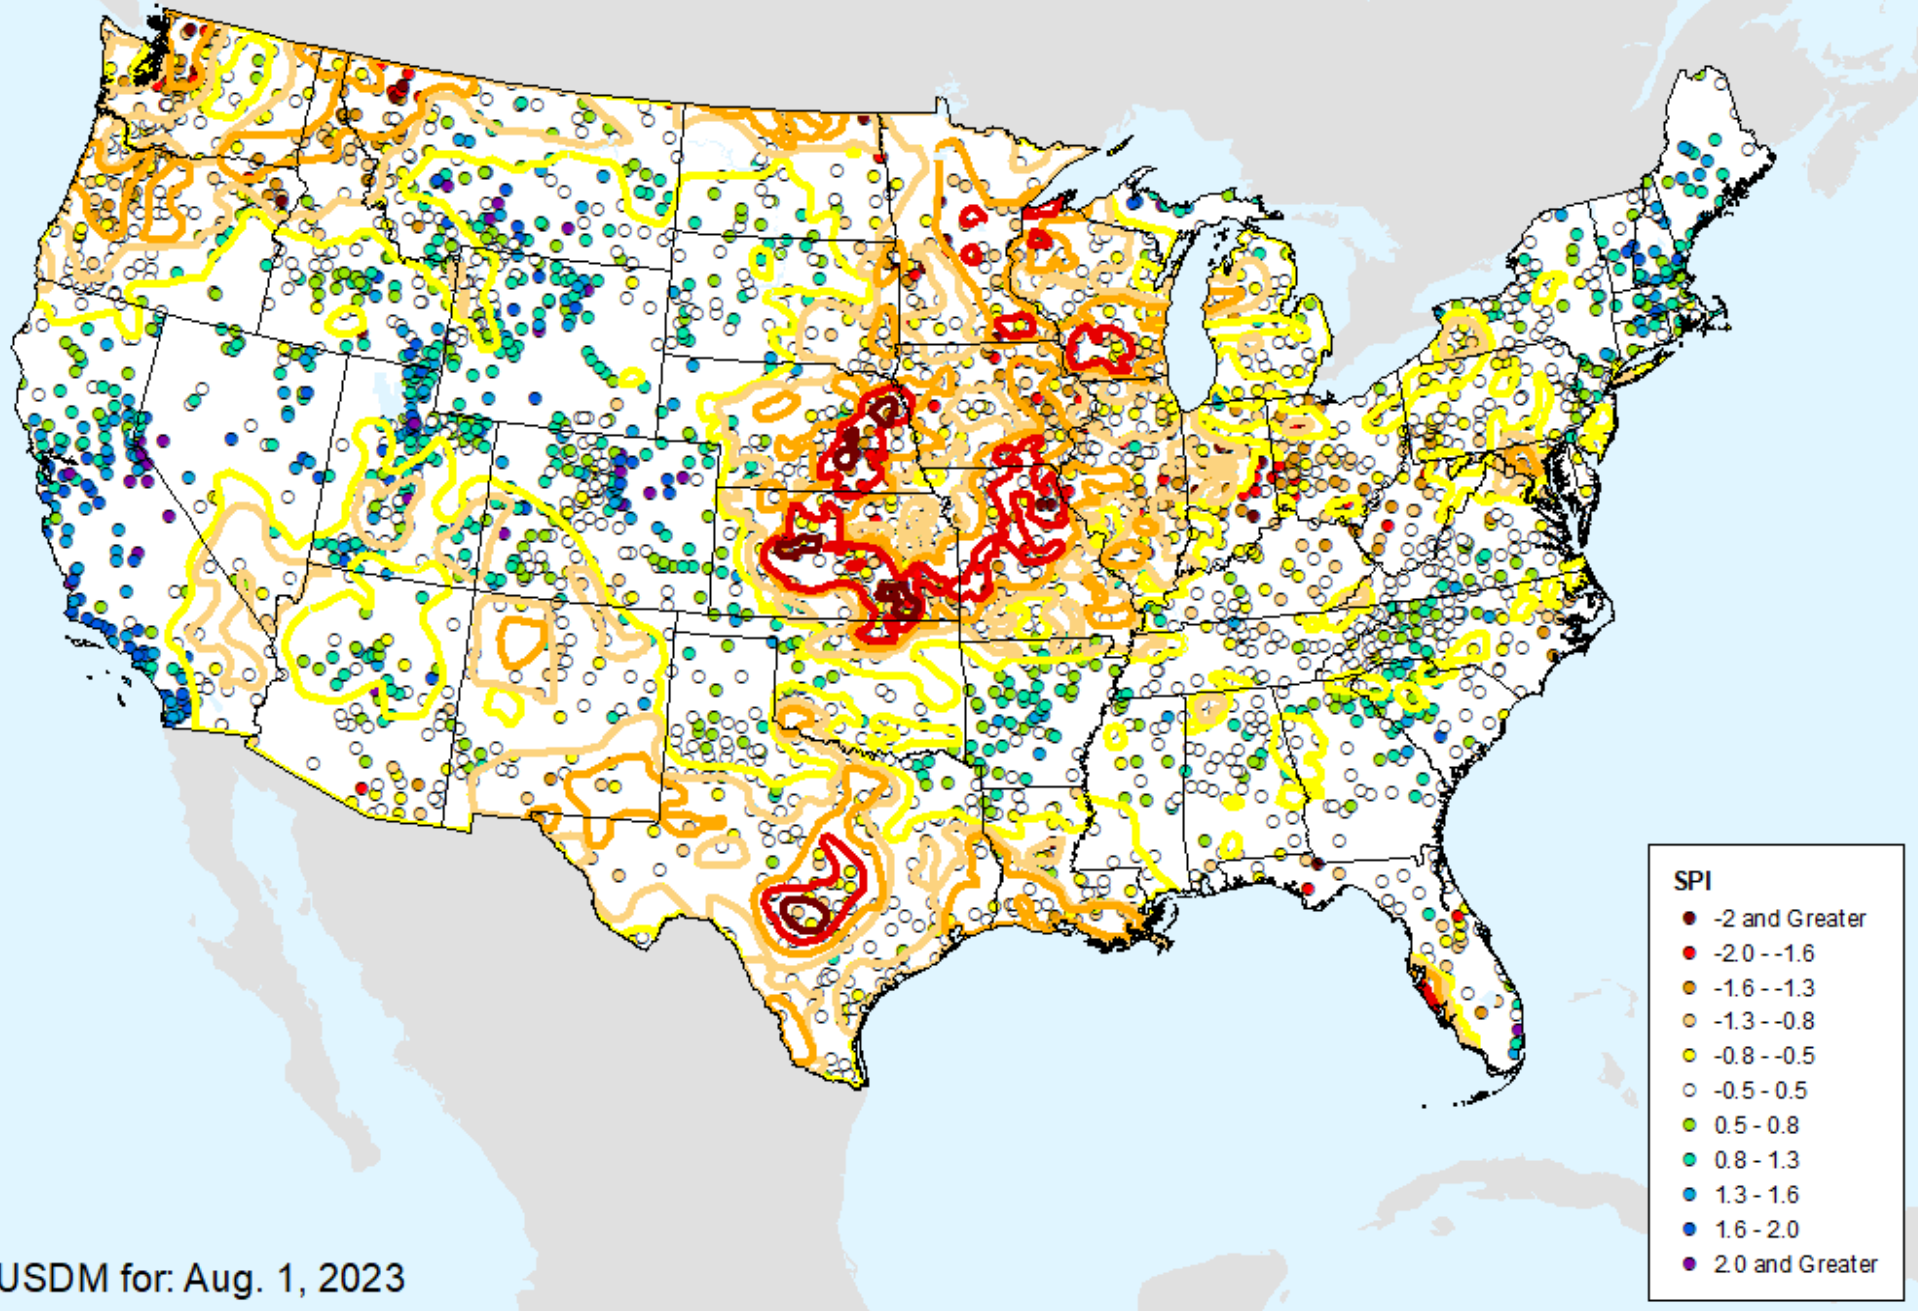 SPI
-2 and Greater
-2.0 - -1.6
-1.6 - -1.3
-1.3 - -0.8
-0.8 - -0.5
-0.5 - 0.5
0.5 - 0.8
0.8 - 1.3
1.3 - 1.6
1.6 - 2.0
2.0 and Greater
USDM for: Aug. 1, 2023